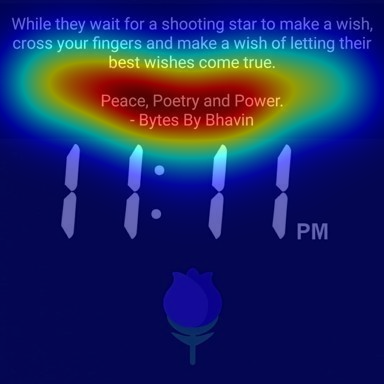 While they wait for a shooting star to make a wish,
cross your fingers and make a wish of letting their
best wishes come true.
Peace, Poetry and Power.
- Bytes By Bhavin
11:11 PM